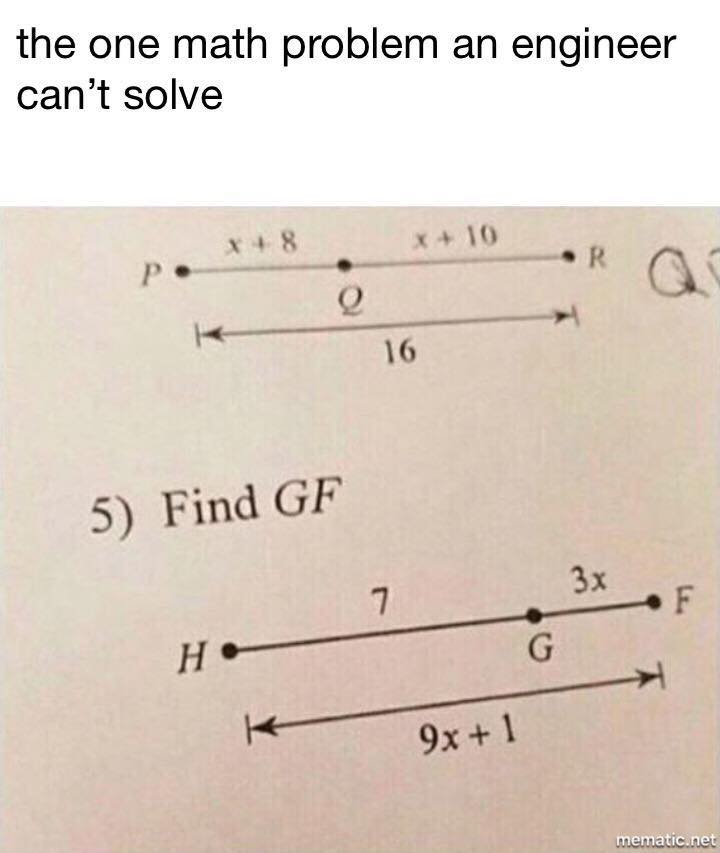 the one math problem an engineer
can’t solve
x + 8
x + 10
P
Q
R
16
5) Find GF
7
3x
H
G
F
9x + 1
mematic.net